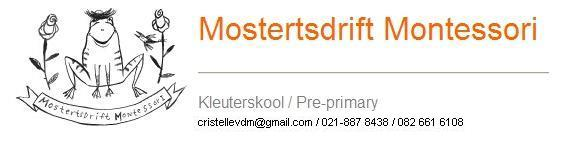 Mostertsdrift Montessori
Mostertsdrift Montessori
Kleuterskool / Pre-primary
cristellevdm@gmail.com / 021-887 8438 / 082 661 6108